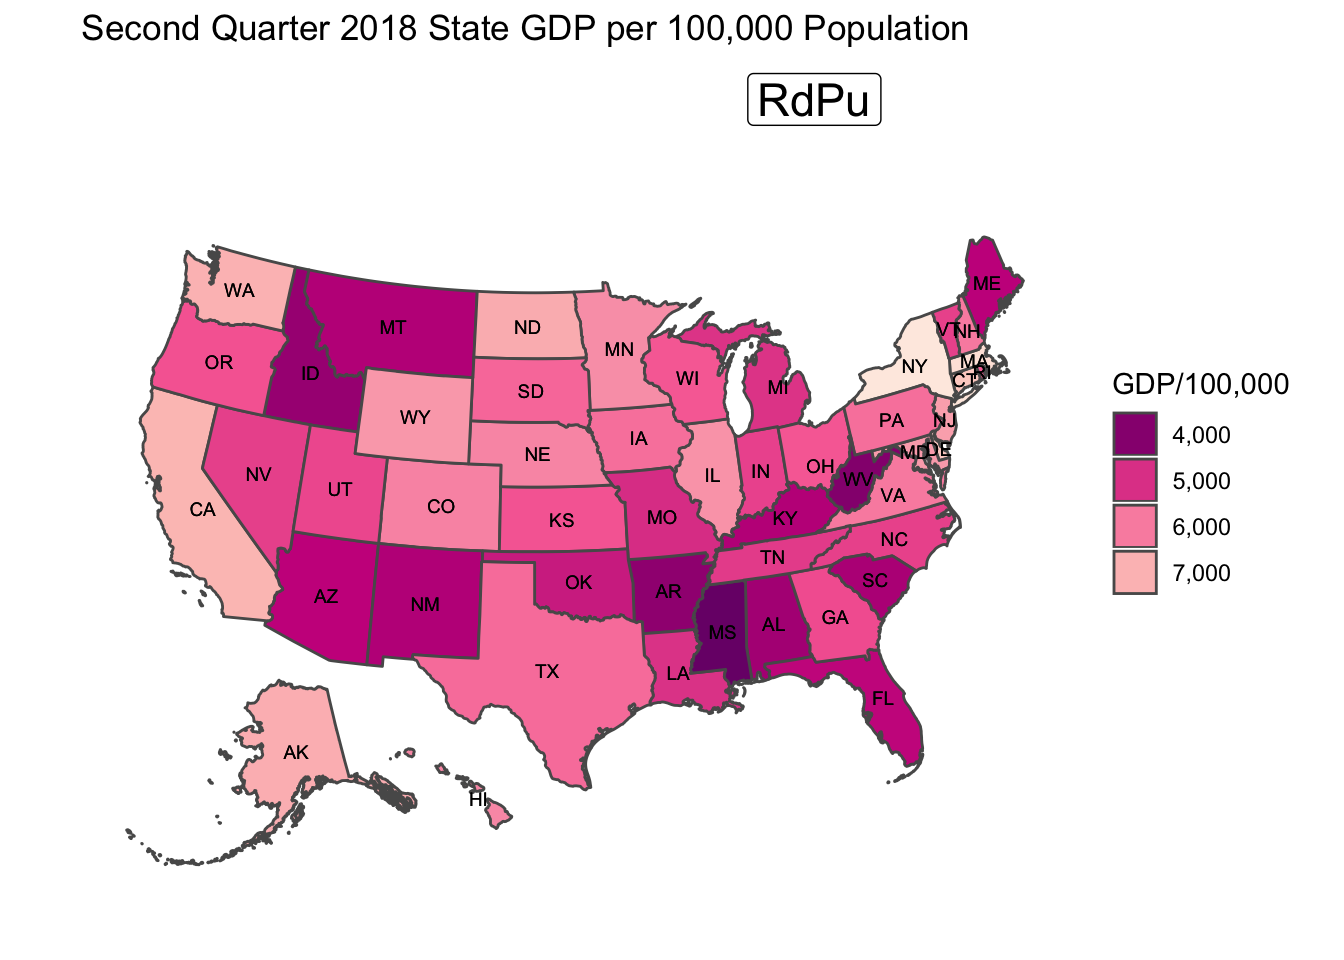 Second Quarter 2018 State GDP per 100,000 Population
RdPu
ME
WA
MT
ND
VT
NH
MN
OR
ID
NY
MA
RI
WI
CT
MI
SD
WY
PA
NJ
IA
MD
DE
NE
OH
NV
IN
IL
WV
UT
VA
CO
CA
MO
KY
KS
NC
TN
OK
SC
AR
AZ
NM
GA
AL
MS
TX
LA
FL
AK
HI
GDP/100,000
4,000
5,000
6,000
7,000